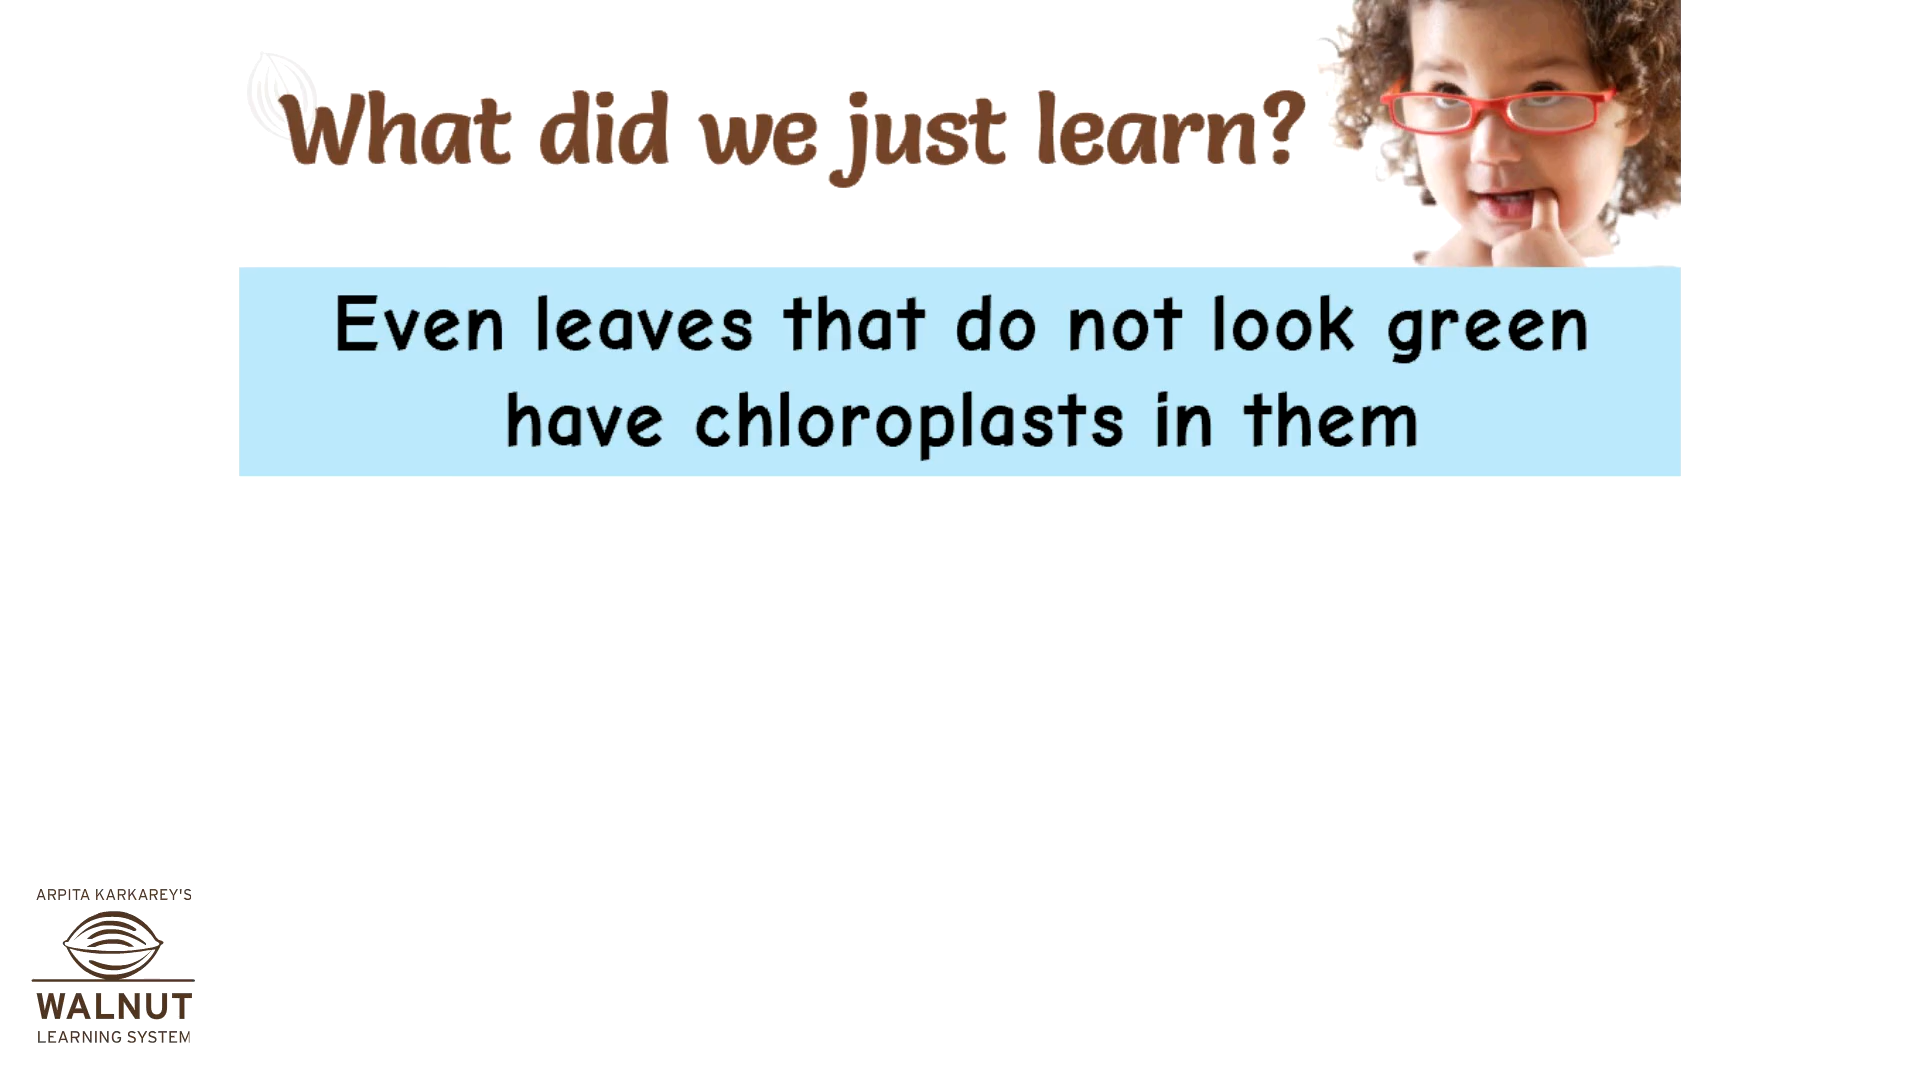 What did we just learn?
Even leaves that do not look green
have chloroplasts in them
ARPITA KARKAREY'S
WALNUT
LEARNING SYSTEM